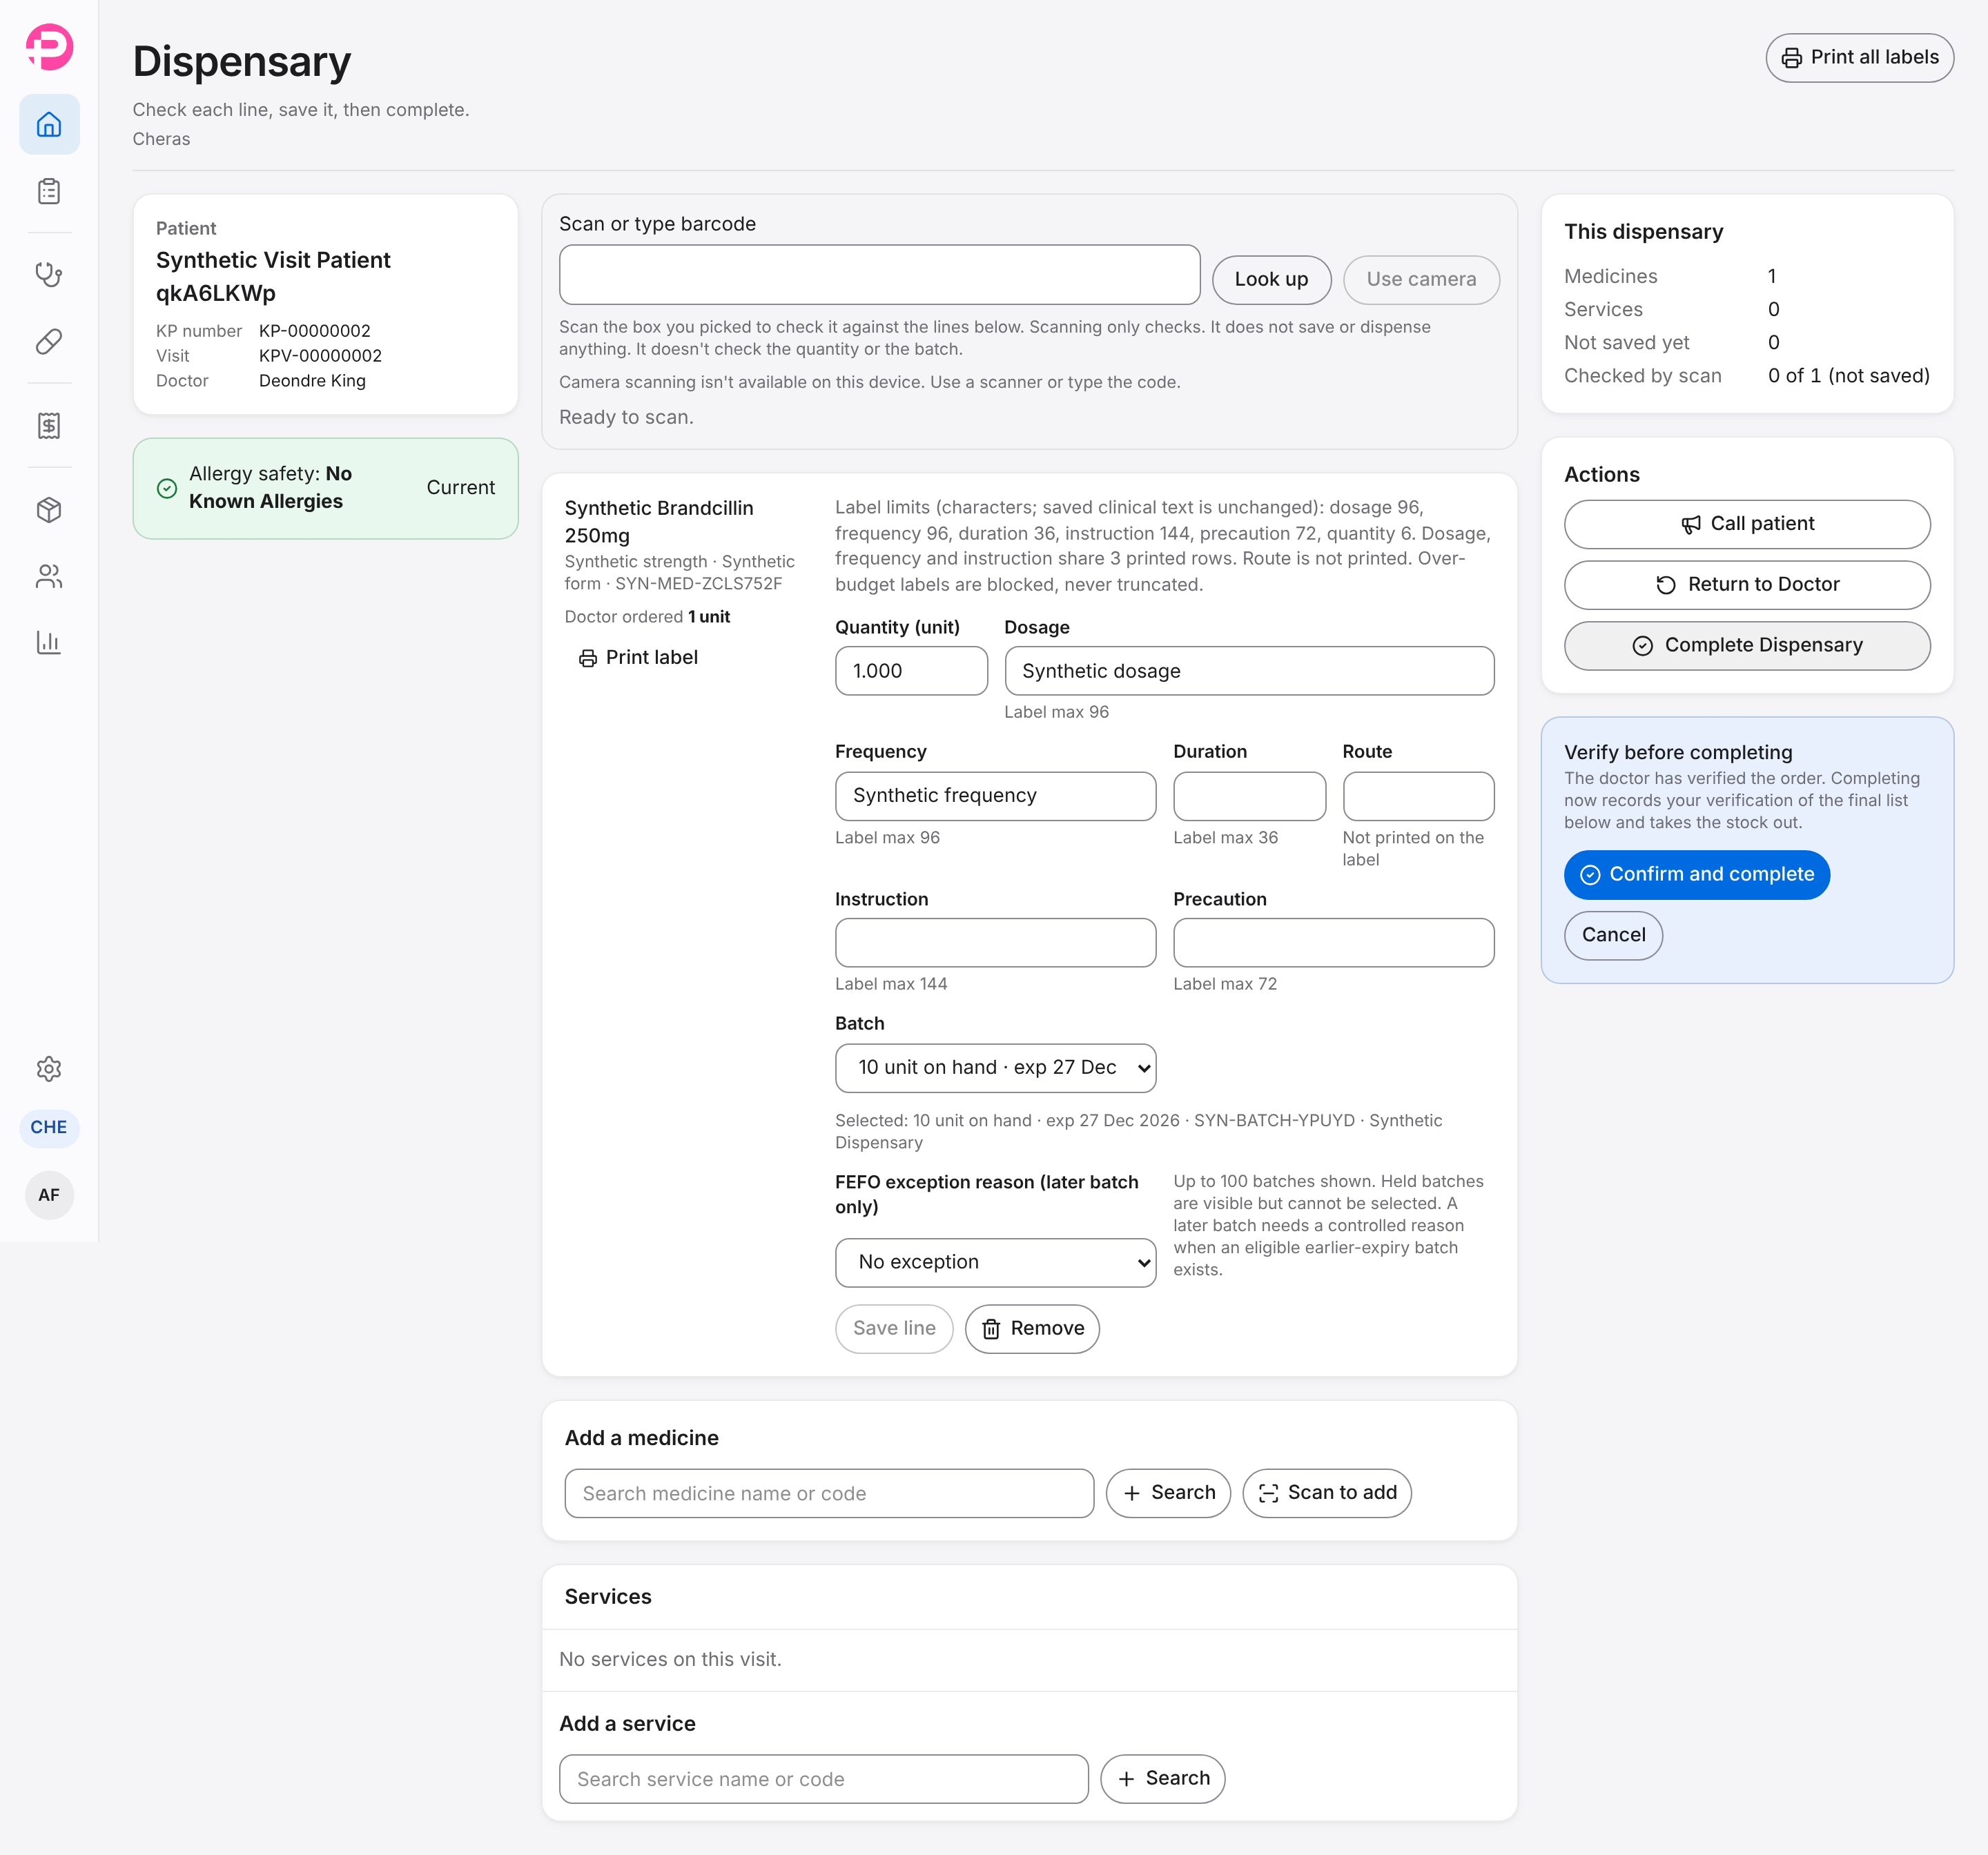 Dispensary
Check each line, save it, then complete.
Cheras
Print all labels
Patient
Synthetic Visit Patient
qkA6LKWp
KP number KP-00000002
Visit KPV-00000002
Doctor Deondre King
Allergy safety: No
Known Allergies
Current
Scan or type barcode
Look up
Use camera
Scan the box you picked to check it against the lines below. Scanning only checks. It does not save or dispense
anything. It doesn't check the quantity or the batch.
Camera scanning isn't available on this device. Use a scanner or type the code.
Ready to scan.
Synthetic Brandcillin
250mg
Synthetic strength · Synthetic
form · SYN-MED-ZCLS752F
Doctor ordered 1 unit
Print label
Label limits (characters; saved clinical text is unchanged): dosage 96,
frequency 96, duration 36, instruction 144, precaution 72, quantity 6. Dosage,
frequency and instruction share 3 printed rows. Route is not printed. Over-
budget labels are blocked, never truncated.
Quantity (unit) Dosage
1.000 Synthetic dosage
Label max 96
Frequency Duration Route
Synthetic frequency
Label max 96 Label max 36 Not printed on the
label
Instruction Precaution
Label max 144 Label max 72
Batch
10 unit on hand · exp 27 Dec
Selected: 10 unit on hand · exp 27 Dec 2026 · SYN-BATCH-YPUYD · Synthetic
Dispensary
FEFO exception reason (later batch
only)
No exception
Up to 100 batches shown. Held batches
are visible but cannot be selected. A
later batch needs a controlled reason
when an eligible earlier-expiry batch
exists.
Save line
Remove
Add a medicine
Search medicine name or code
Search
Scan to add
Services
No services on this visit.
Add a service
Search service name or code
Search
This dispensary
Medicines 1
Services 0
Not saved yet 0
Checked by scan 0 of 1 (not saved)
Actions
Call patient
Return to Doctor
Complete Dispensary
Verify before completing
The doctor has verified the order. Completing
now records your verification of the final list
below and takes the stock out.
Confirm and complete
Cancel
CHE
AF